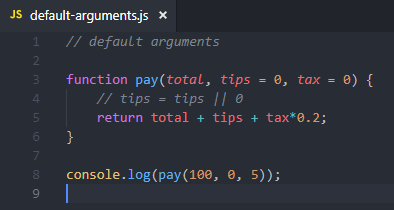 JS default-arguments.js ×
1 // default arguments
2
3 function pay(total, tips = 0, tax = 0) {
4     // tips = tips || 0
5     return total + tips + tax*0.2;
6 }
7
8 console.log(pay(100, 0, 5));
9